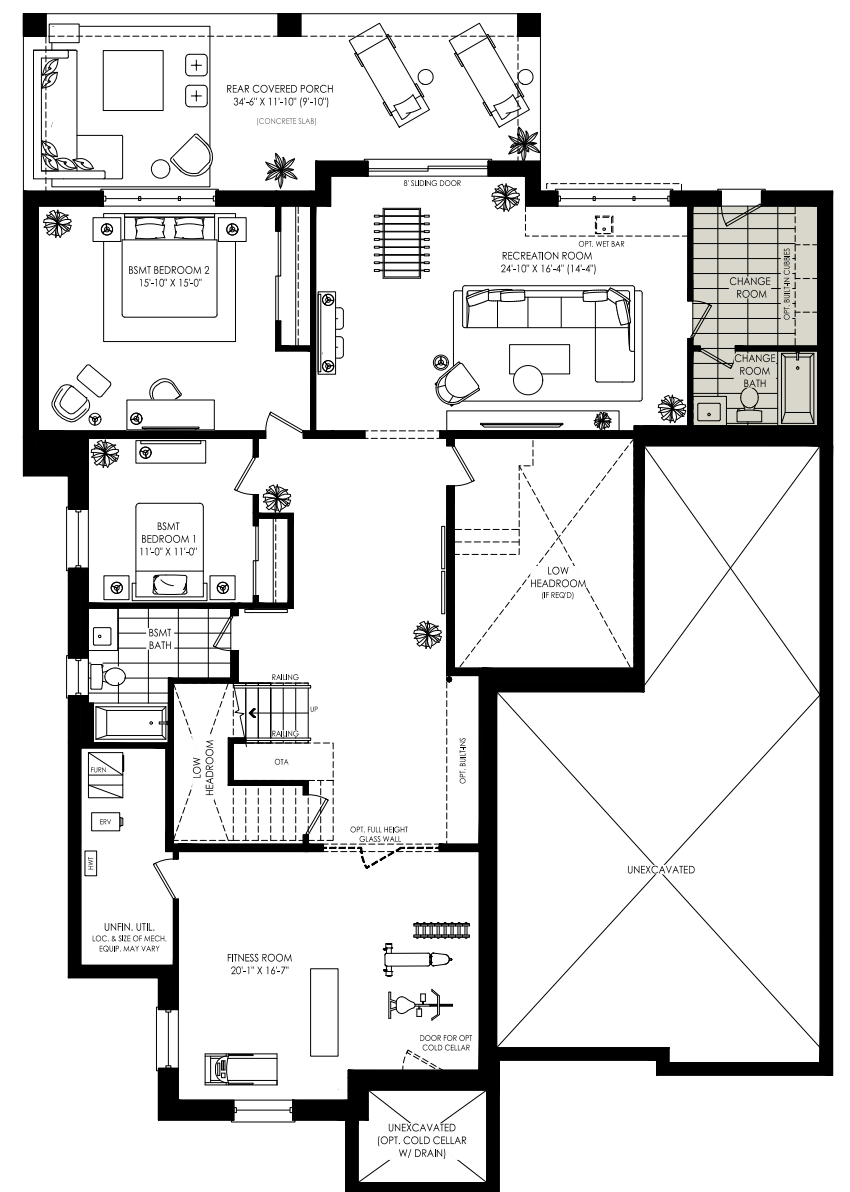 REAR COVERED PORCH
34'-6" X 11'-10" (9'-10")
(CONCRETE SLAB)
8' SLIDING DOOR
OPT. WET BAR
RECREATION ROOM
24'-10" X 16'-4" (14'-4")
BSMT BEDROOM 2
15'-10" X 15'-0"
CHANGE
ROOM
OPT. BUILT-IN CUBBIES
CHANGE
ROOM
BATH
BSMT
BEDROOM 1
11'-0" X 11'-0"
LOW
HEADROOM
(IF REQ'D)
BSMT
BATH
RAILING
UP
RAILING
LOW
HEADROOM
OTA
OPT. BUILT-INS
FURN
ERV
HWT
OPT. FULL HEIGHT
GLASS WALL
UNEXCAVATED
UNFIN. UTIL.
LOC. & SIZE OF MECH.
EQUIP. MAY VARY
FITNESS ROOM
20'-1" X 16'-7"
DOOR FOR OPT
COLD CELLAR
UNEXCAVATED
(OPT. COLD CELLAR
W/ DRAIN)